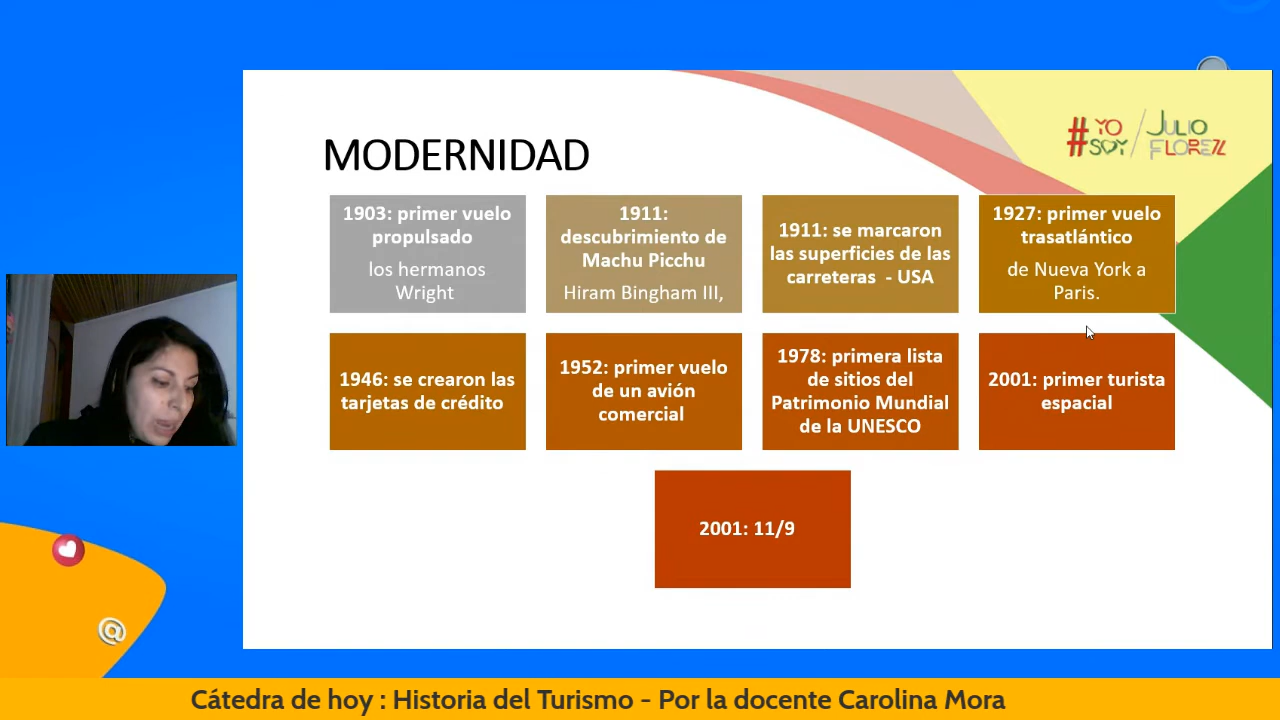 MODERNIDAD
#YO SOY / JULIO FLOREZ
1903: primer vuelo
propulsado
los hermanos
Wright
1911:
descubrimiento de
Machu Picchu
Hiram Bingham III,
1911: se marcaron
las superficies de las
carreteras - USA
1927: primer vuelo
trasatlántico
de Nueva York a
Paris.
1946: se crearon las
tarjetas de crédito
1952: primer vuelo
de un avión
comercial
1978: primera lista
de sitios del
Patrimonio Mundial
de la UNESCO
2001: primer turista
espacial
2001: 11/9
@
Cátedra de hoy : Historia del Turismo - Por la docente Carolina Mora